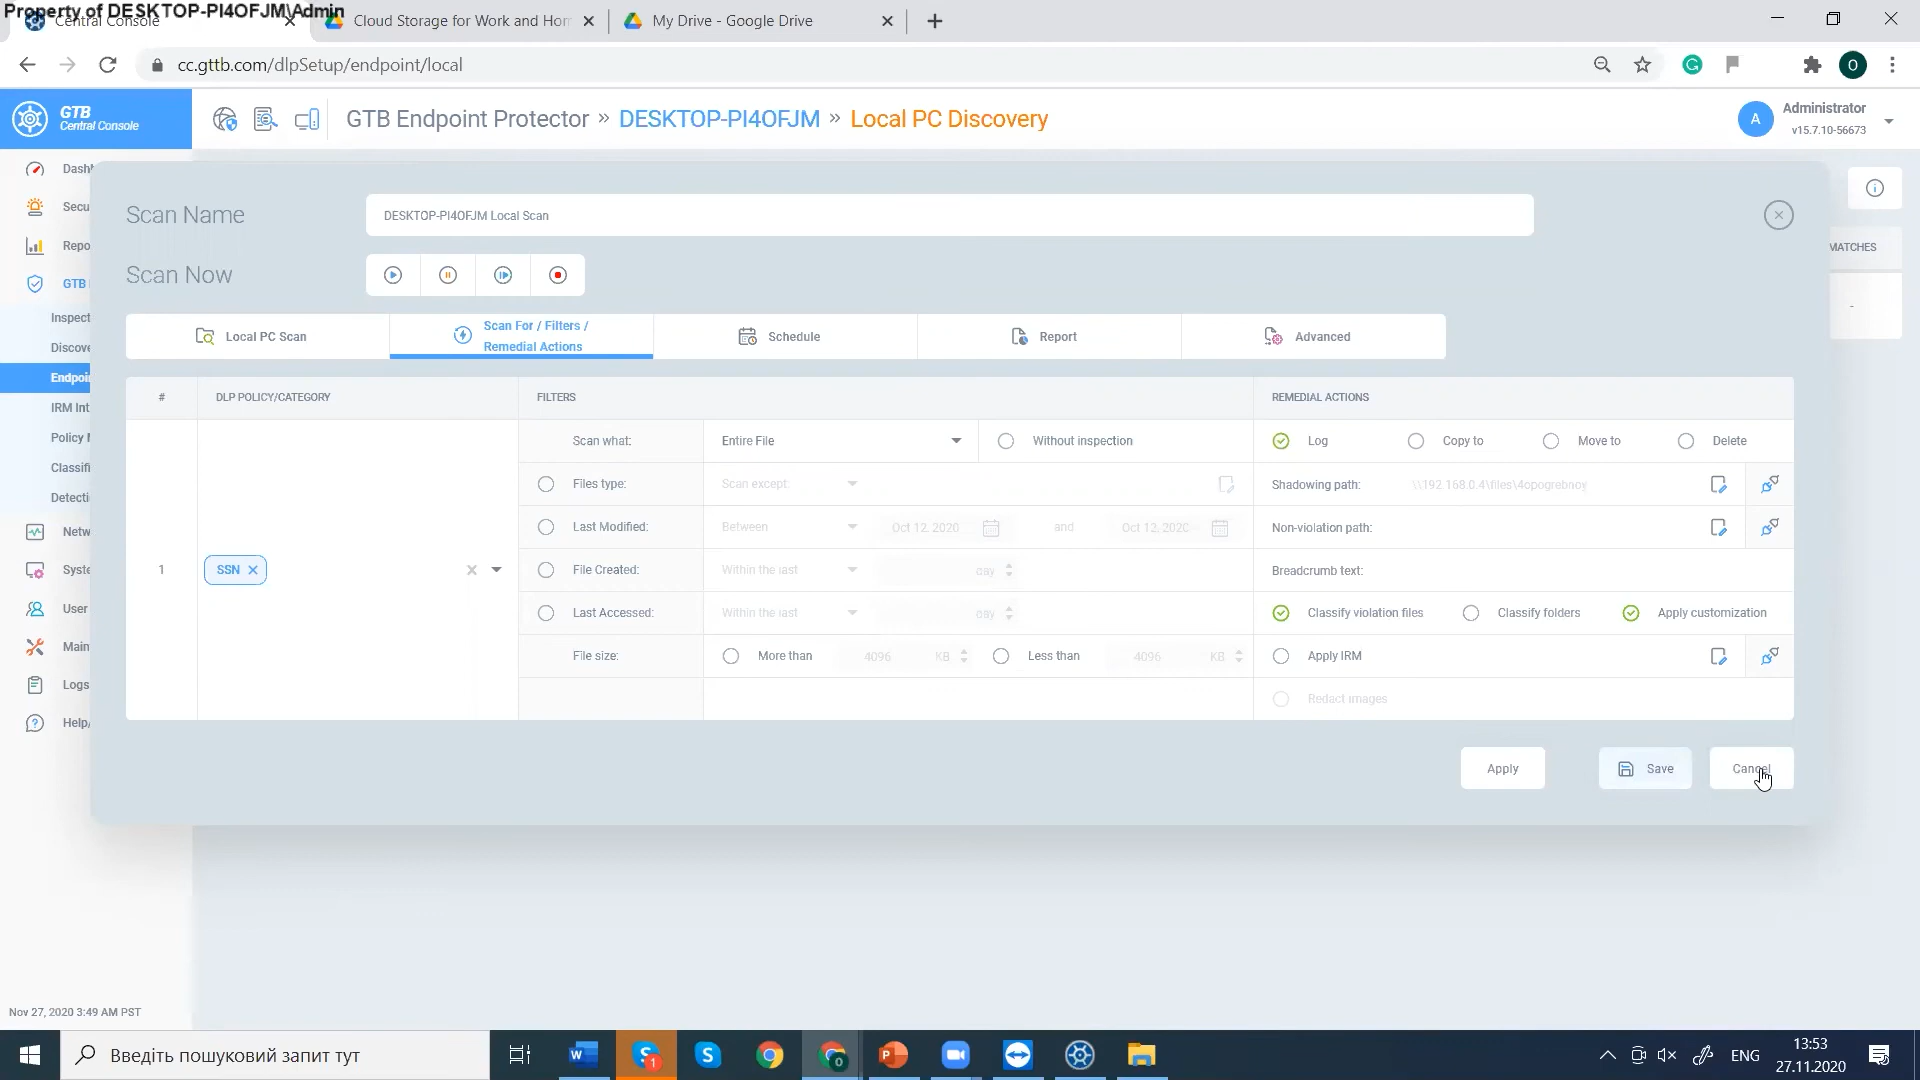 Property of DESKTOP-PI4OFJM\Admin
Central Console
Cloud Storage for Work and Hom
My Drive - Google Drive
cc.gttb.com/dlpSetup/endpoint/local
GTB
Central Console
GTB Endpoint Protector » DESKTOP-PI4OFJM » Local PC Discovery
A
Administrator
v15.7.10-56673
Dashb
Secu
Repo
GTB
Inspect
Discove
Endpoin
IRM Int
Policy M
Classifi
Detecti
Netw
Syste
User
Main
Logs
Help/
MATCHES
-
Scan Name
DESKTOP-PI4OFJM Local Scan
Scan Now
Local PC Scan
Scan For / Filters /
Remedial Actions
Schedule
Report
Advanced
# DLP POLICY/CATEGORY FILTERS REMEDIAL ACTIONS
1
SSN
Scan what: Entire File Without inspection
Log Copy to Move to Delete
Files type: Scan except:
Shadowing path: \\192.168.0.4\files\4opogrebnoy
Last Modified: Between Oct 12, 2020 and Oct 12, 2020
Non-violation path:
File Created: Within the last day
Breadcrumb text:
Last Accessed: Within the last day
Classify violation files Classify folders Apply customization
File size: More than 4096 KB Less than 4096 KB
Apply IRM
Redact images
Apply
Save
Cancel
Nov 27, 2020 3:49 AM PST
Введіть пошуковий запит тут
ENG
13:53
27.11.2020